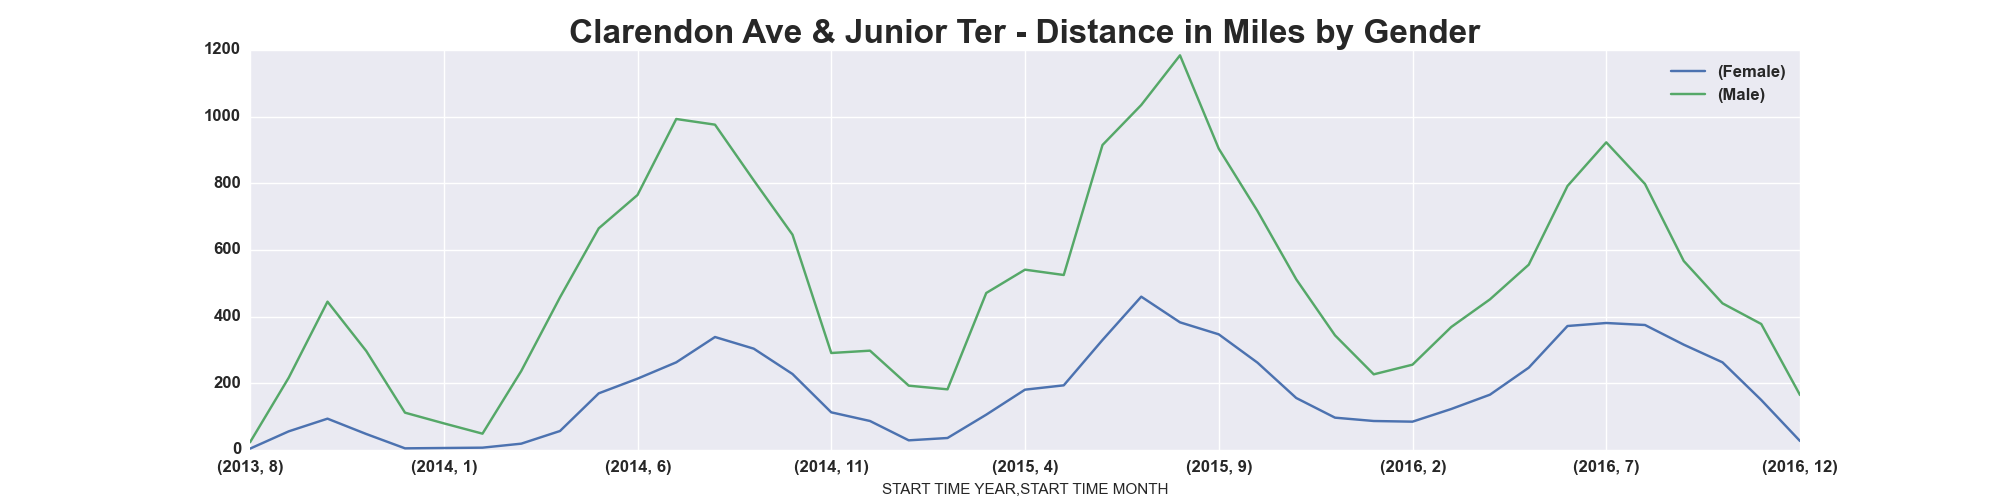 Clarendon Ave & Junior Ter - Distance in Miles by Gender
1200
1000
800
600
400
200
0
(Female)
(Male)
(2013, 8) (2014, 1) (2014, 6) (2014, 11) (2015, 4) (2015, 9) (2016, 2) (2016, 7) (2016, 12)
START TIME YEAR,START TIME MONTH